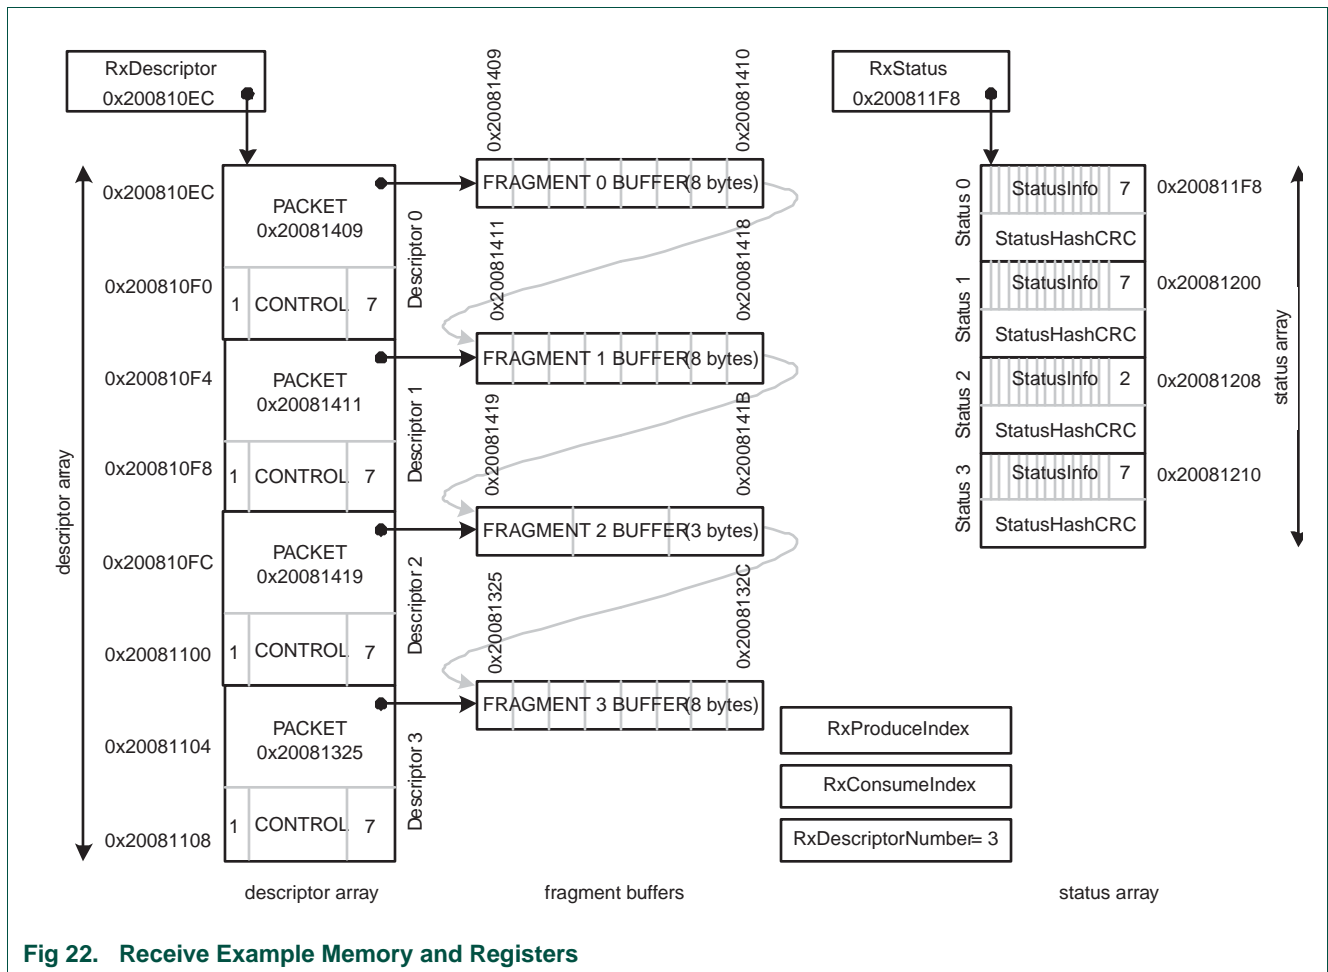 RxDescriptor
0x200810EC
0x20081409
0x20081410
RxStatus
0x200811F8
0x200810EC
PACKET
0x20081409
0x200810F0
1 CONTROL 7
Descriptor 0
FRAGMENT 0 BUFFER(8 bytes)
0x20081411
0x20081418
0x200810F4
PACKET
0x20081411
0x200810F8
1 CONTROL 7
Descriptor 1
FRAGMENT 1 BUFFER(8 bytes)
0x20081419
0x2008141B
0x200810FC
PACKET
0x20081419
0x20081100
1 CONTROL 7
Descriptor 2
FRAGMENT 2 BUFFER(3 bytes)
0x20081325
0x2008132C
0x20081104
PACKET
0x20081325
0x20081108
1 CONTROL 7
Descriptor 3
FRAGMENT 3 BUFFER(8 bytes)
descriptor array
Status 0
StatusInfo 7
0x200811F8
StatusHashCRC
Status 1
StatusInfo 7
0x20081200
StatusHashCRC
Status 2
StatusInfo 2
0x20081208
StatusHashCRC
Status 3
StatusInfo 7
0x20081210
StatusHashCRC
status array
RxProduceIndex
RxConsumeIndex
RxDescriptorNumber= 3
descriptor array
fragment buffers
status array
Fig 22. Receive Example Memory and Registers